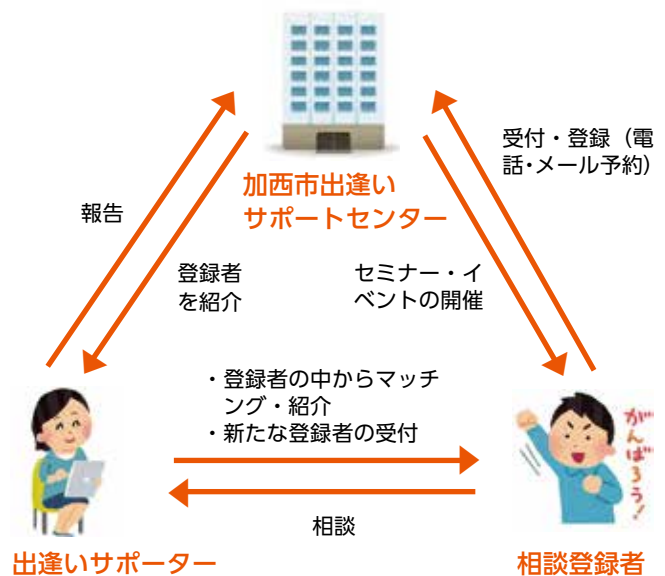 受付・登録（電
話・メール予約）
加西市出逢い
サポートセンター
報告
登録者
を紹介
セミナー・イ
ベントの開催
・登録者の中からマッチ
ング・紹介
・新たな登録者の受付
がんばろう！
相談
出逢いサポーター
相談登録者